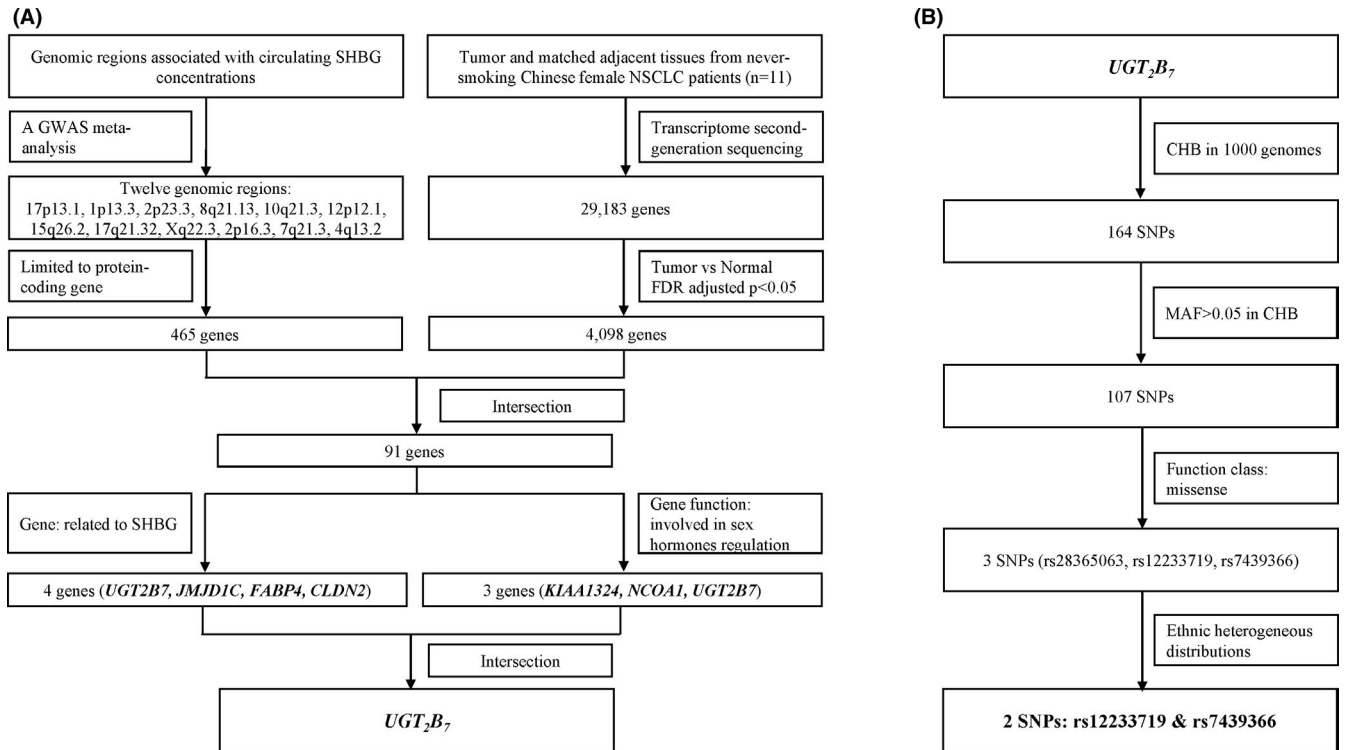 (A)
Genomic regions associated with circulating SHBG
concentrations
Tumor and matched adjacent tissues from never-
smoking Chinese female NSCLC patients (n=11)
A GWAS meta-
analysis
Transcriptome second-
generation sequencing
Twelve genomic regions:
17p13.1, 1p13.3, 2p23.3, 8q21.13, 10q21.3, 12p12.1,
15q26.2, 17q21.32, Xq22.3, 2p16.3, 7q21.3, 4q13.2
29,183 genes
Limited to protein-
coding gene
Tumor vs Normal
FDR adjusted p<0.05
465 genes
4,098 genes
Intersection
91 genes
Gene: related to SHBG
Gene function:
involved in sex
hormones regulation
4 genes (UGT2B7, JMJD1C, FABP4, CLDN2)
3 genes (KIAA1324, NCOA1, UGT2B7)
Intersection
UGT₂B₇
(B)
UGT₂B₇
CHB in 1000 genomes
164 SNPs
MAF>0.05 in CHB
107 SNPs
Function class:
missense
3 SNPs (rs28365063, rs12233719, rs7439366)
Ethnic heterogeneous
distributions
2 SNPs: rs12233719 & rs7439366